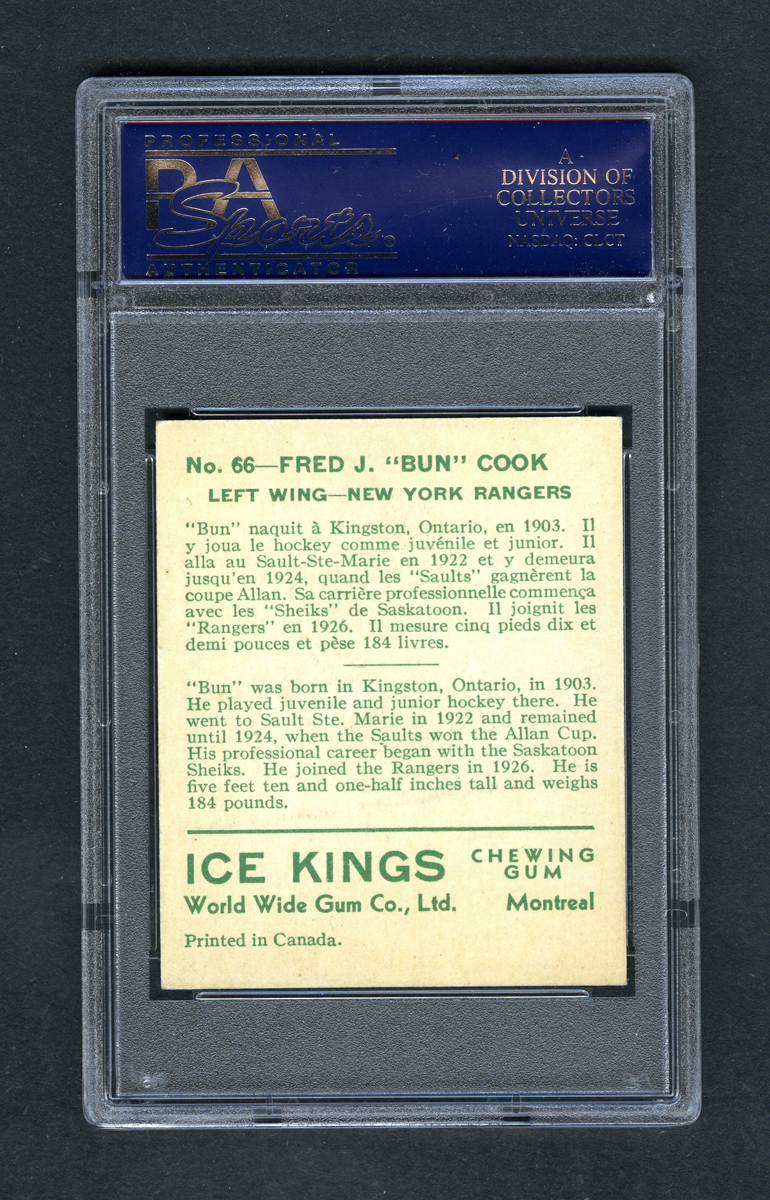 PROFESSIONAL
PSA
Sports®
AUTHENTICATOR
A
DIVISION OF
COLLECTORS
UNIVERSE
NASDAQ: CLCT
No. 66—FRED J. "BUN" COOK
LEFT WING—NEW YORK RANGERS
"Bun" naquit à Kingston, Ontario, en 1903. Il
y joua le hockey comme juvénile et junior. Il
alla au Sault-Ste-Marie en 1922 et y demeura
jusqu'en 1924, quand les "Saults" gagnèrent la
coupe Allan. Sa carrière professionnelle commença
avec les "Sheiks" de Saskatoon. Il joignit les
"Rangers" en 1926. Il mesure cinq pieds dix et
demi pouces et pèse 184 livres.
"Bun" was born in Kingston, Ontario, in 1903.
He played juvenile and junior hockey there. He
went to Sault Ste. Marie in 1922 and remained
until 1924, when the Saults won the Allan Cup.
His professional career began with the Saskatoon
Sheiks. He joined the Rangers in 1926. He is
five feet ten and one-half inches tall and weighs
184 pounds.
ICE KINGS CHEWING GUM
World Wide Gum Co., Ltd. Montreal
Printed in Canada.